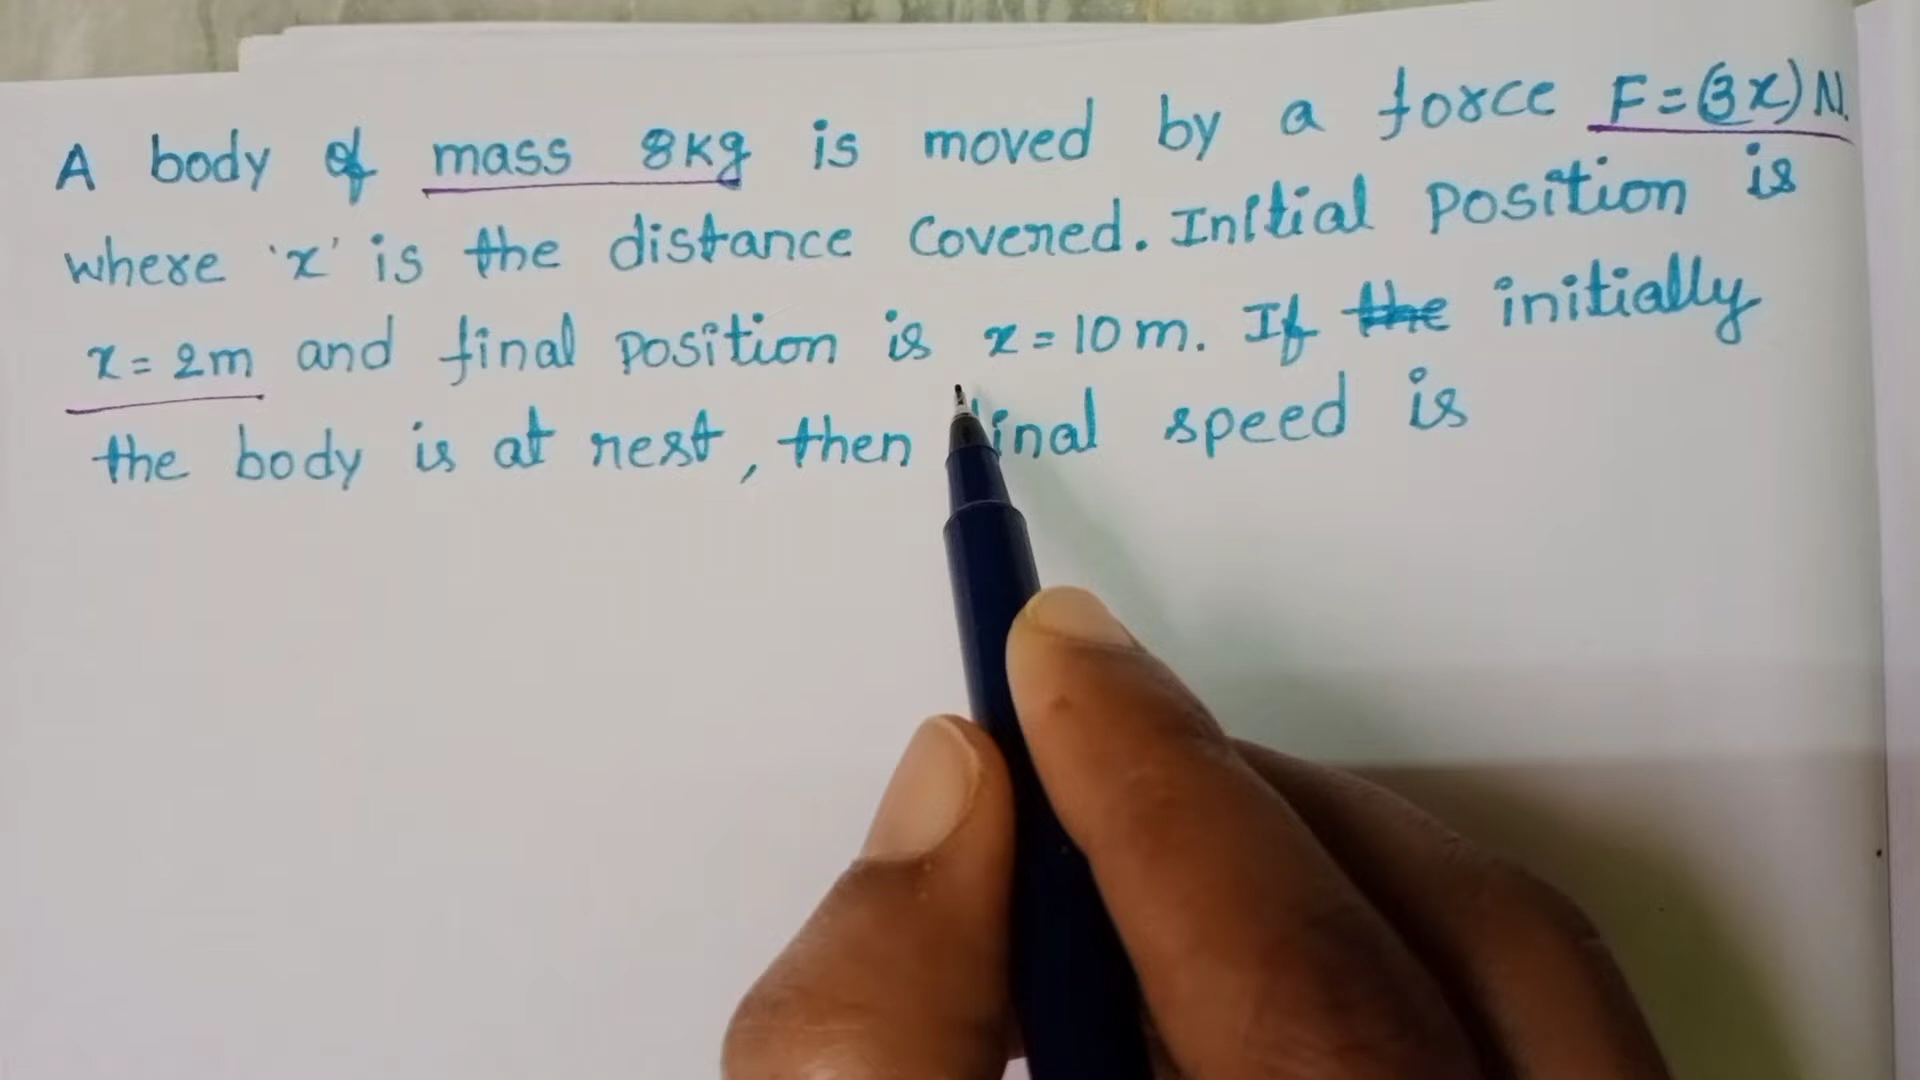 A body of mass 8Kg is moved by a force F=(3x)N.
where 'x' is the distance Covered. Initial Position is
x=2m and final Position is x=10m. If the initially
the body is at rest, then final speed is